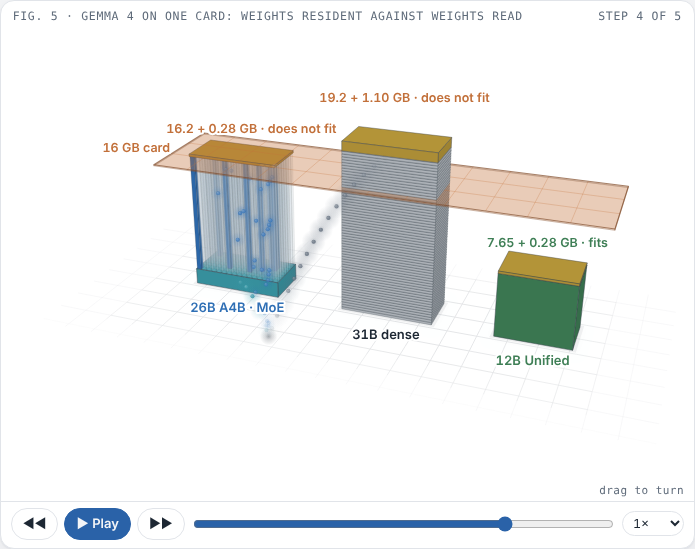 FIG. 5 · GEMMA 4 ON ONE CARD: WEIGHTS RESIDENT AGAINST WEIGHTS READ
STEP 4 OF 5
19.2 + 1.10 GB · does not fit
16.2 + 0.28 GB · does not fit
16 GB card
7.65 + 0.28 GB · fits
26B A4B · MoE
31B dense
12B Unified
drag to turn
Play
1×